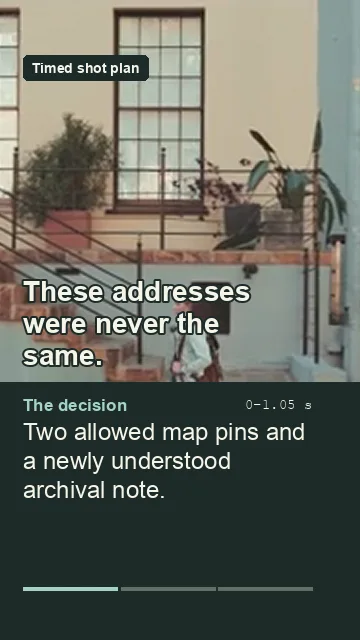 Timed shot plan
These addresses
were never the
same.
The decision
0–1.05 s
Two allowed map pins and
a newly understood
archival note.